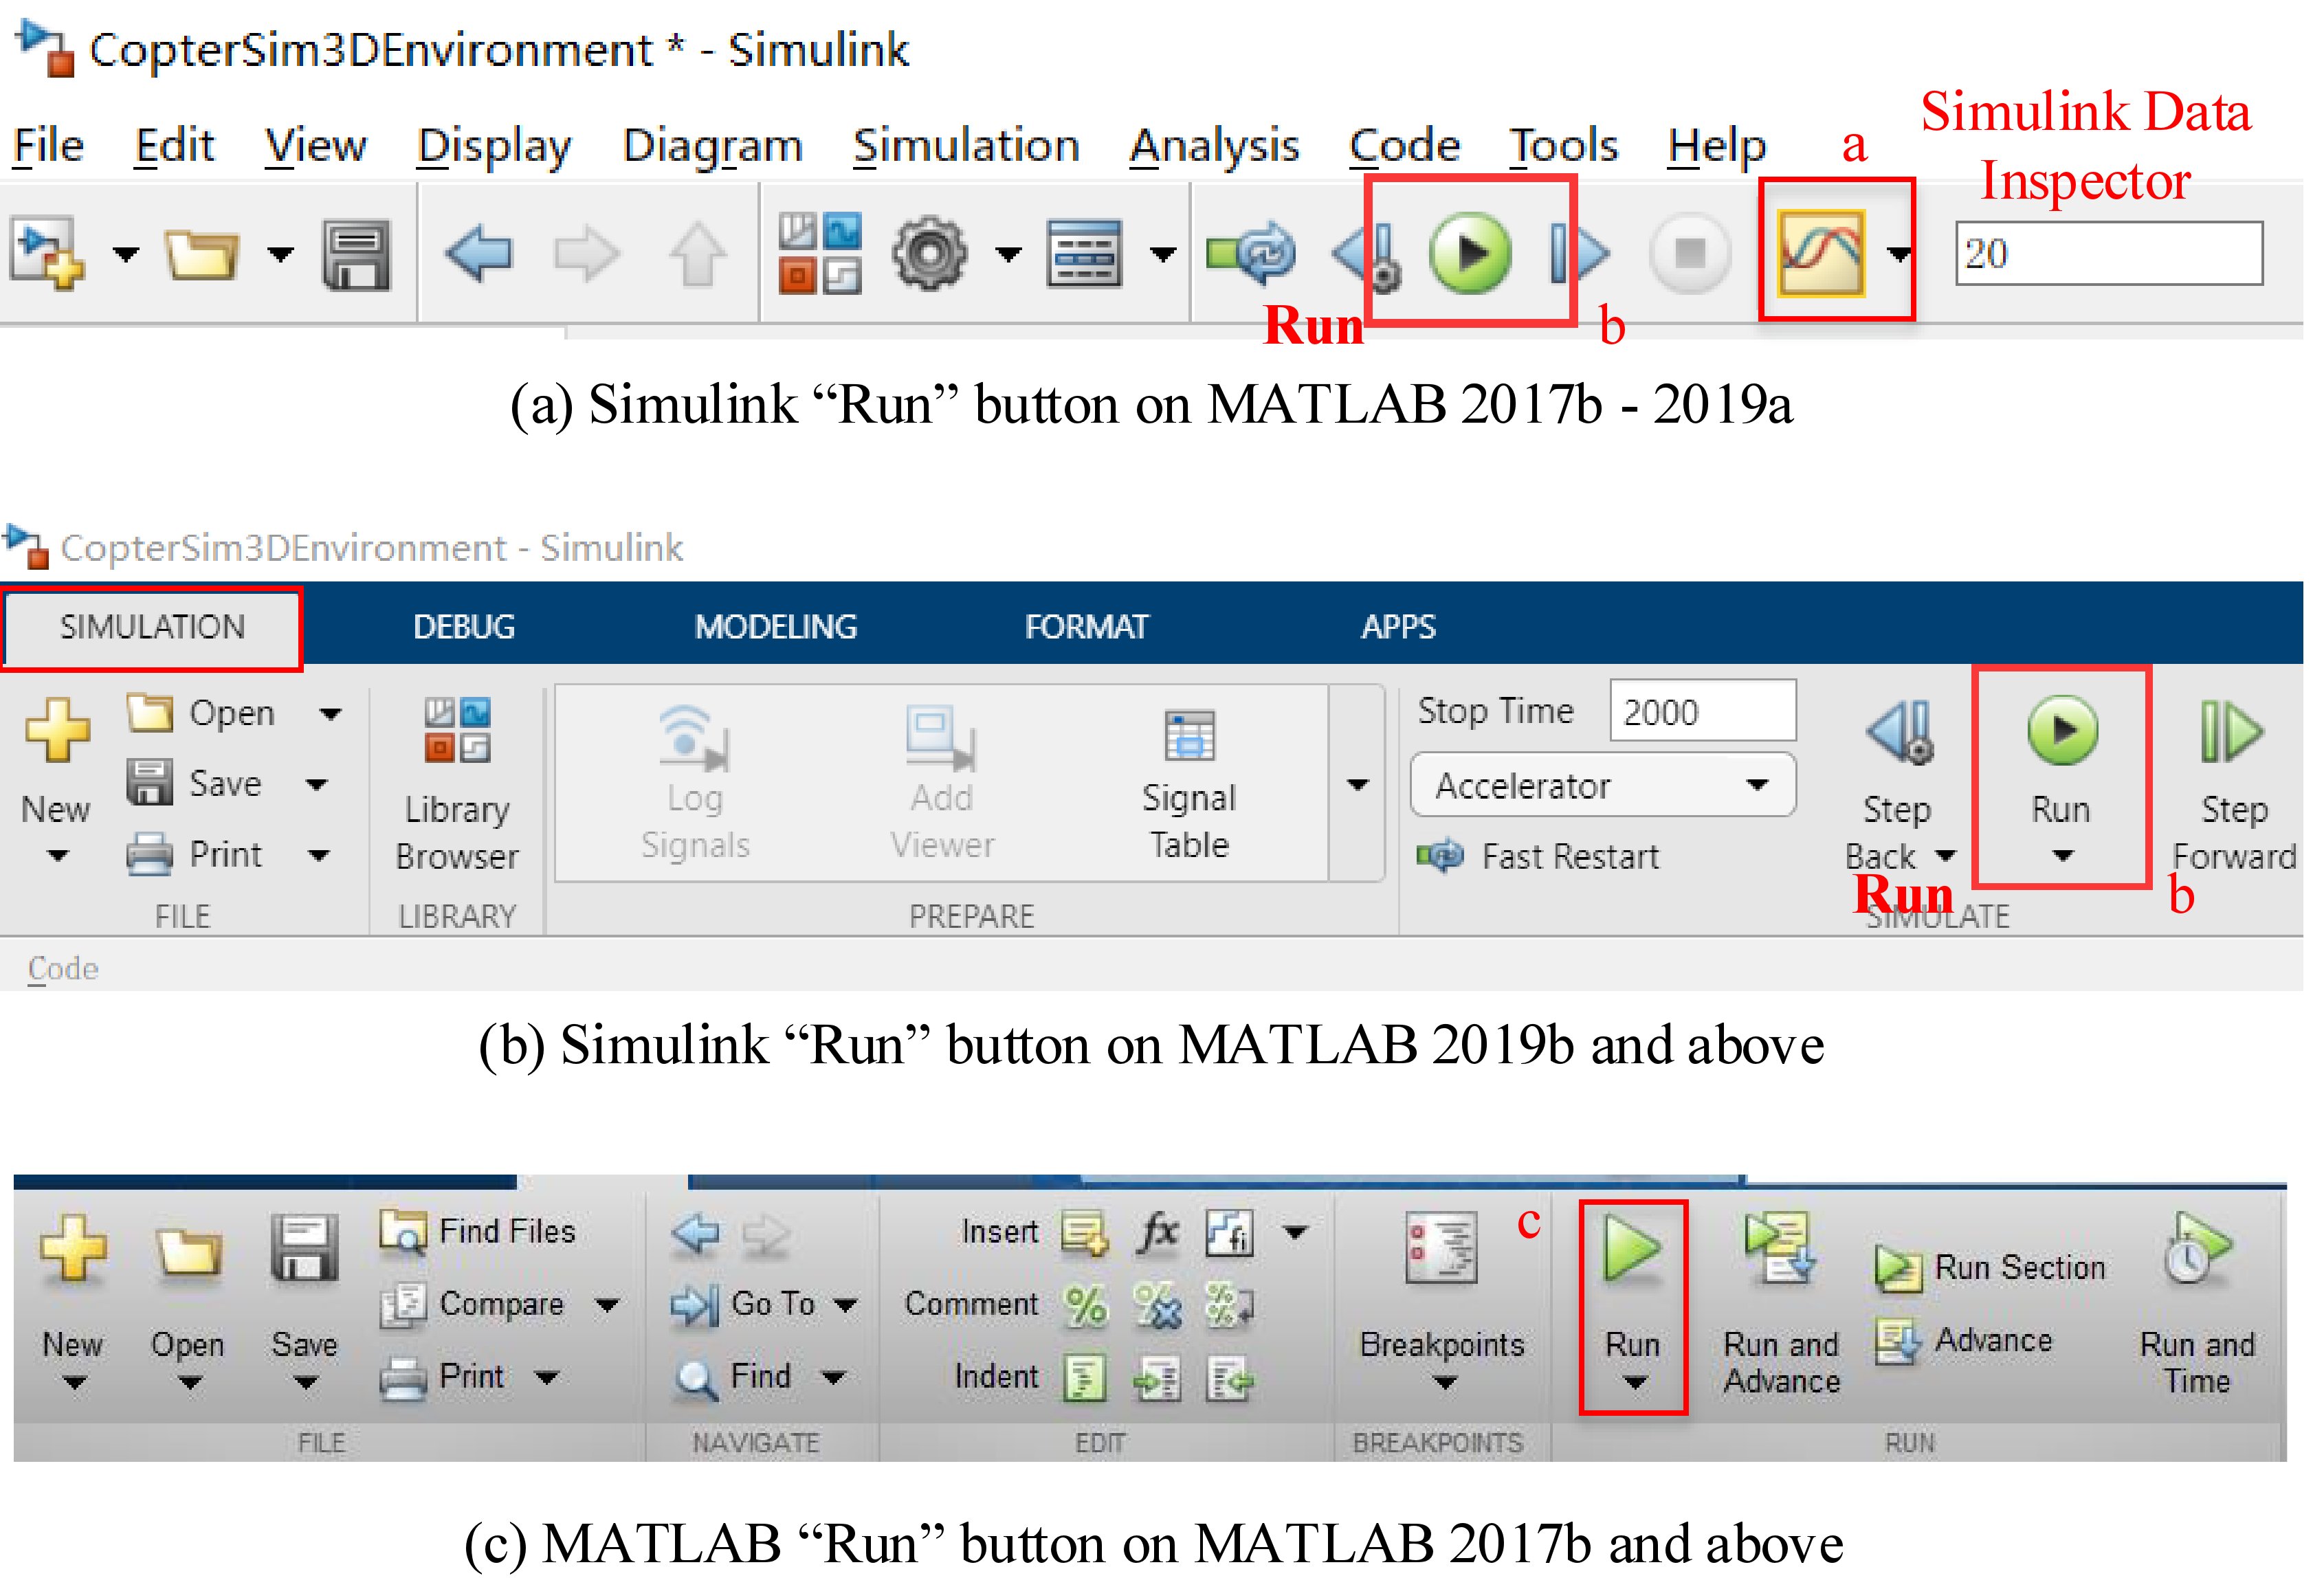 CopterSim3DEnvironment * - Simulink
File Edit View Display Diagram Simulation Analysis Code Tools Help
a
Simulink Data
Inspector
20
Run
b
(a) Simulink “Run” button on MATLAB 2017b - 2019a
CopterSim3DEnvironment - Simulink
SIMULATION DEBUG MODELING FORMAT APPS
New
Open
Save
Print
FILE
Library
Browser
LIBRARY
Log
Signals
Add
Viewer
Signal
Table
PREPARE
Stop Time 2000
Accelerator
Fast Restart
Step
Back
Run
Step
Forward
Run
b
SIMULATE
Code
(b) Simulink “Run” button on MATLAB 2019b and above
New
Open
Save
Find Files
Compare
Print
FILE
Go To
Find
NAVIGATE
Insert fx fi
Comment % % %
%
Indent
EDIT
Breakpoints
BREAKPOINTS
c
Run
Run and
Advance
Run Section
Advance
Run and
Time
RUN
(c) MATLAB “Run” button on MATLAB 2017b and above